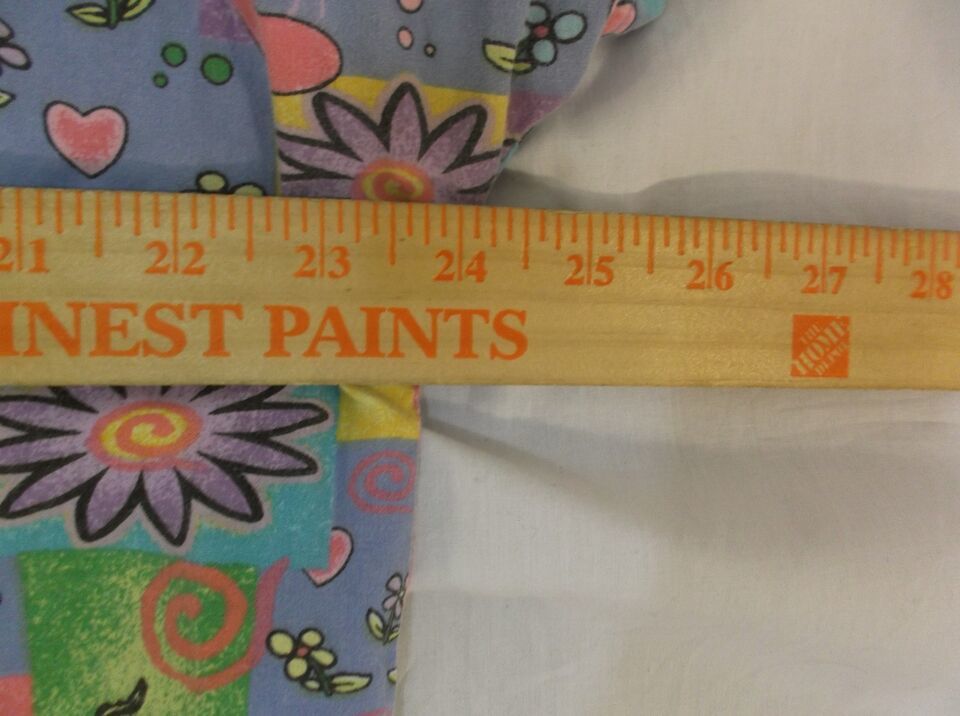 21 22 23 24 25 26 27 28
INEST PAINTS
THE
HOME
DEPOT